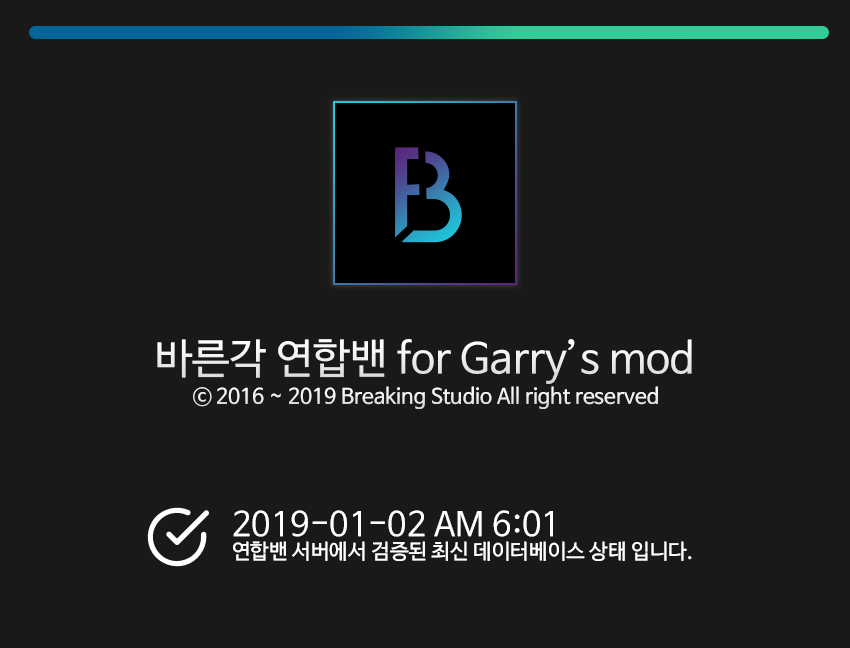 B
바른각 연합밴 for Garry's mod
© 2016 ~ 2019 Breaking Studio All right reserved
2019-01-02 AM 6:01
연합밴 서버에서 검증된 최신 데이터베이스 상태 입니다.